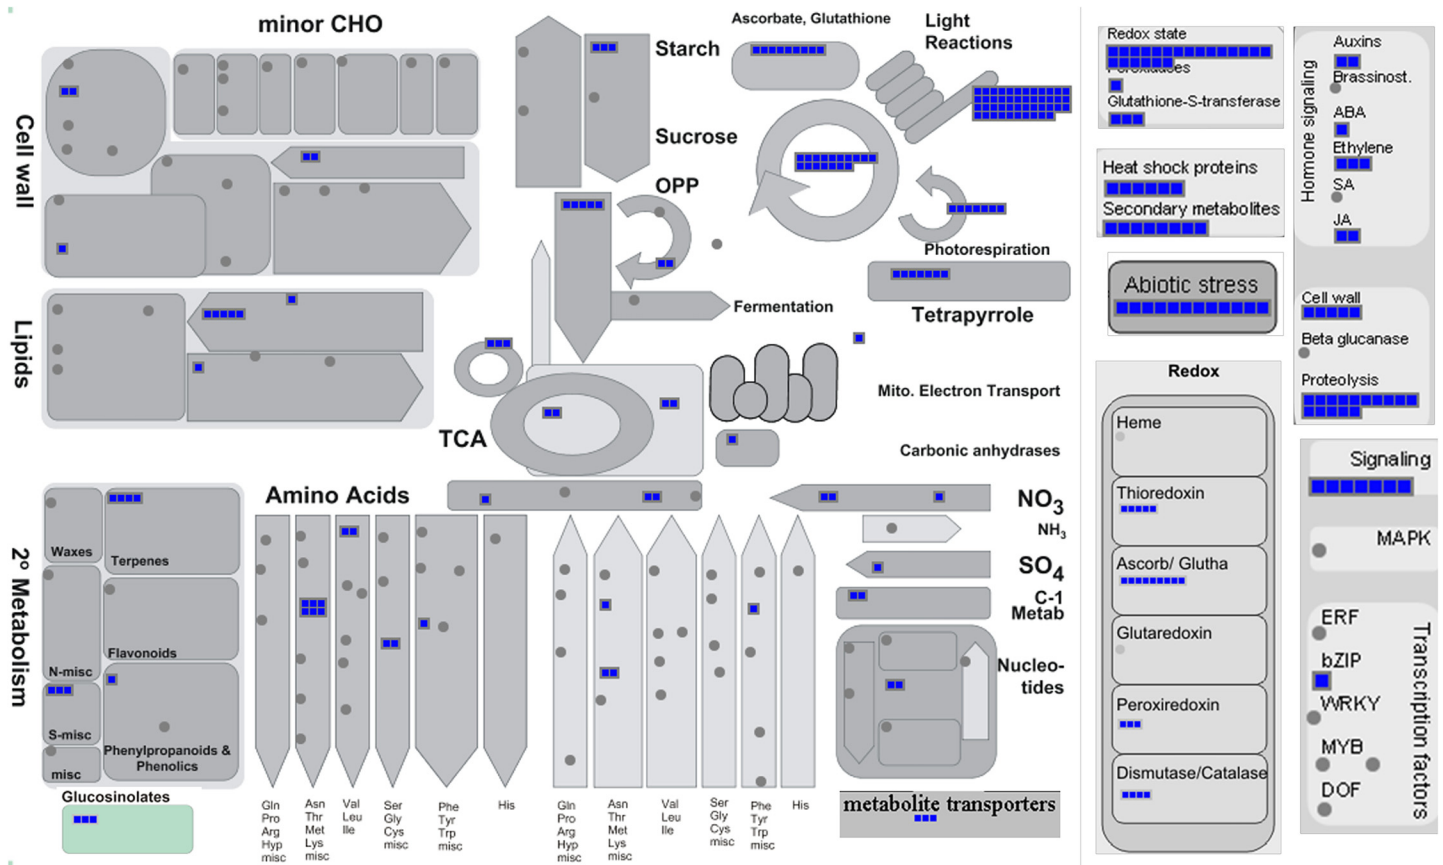 minor CHO
Cell wall
Lipids
2º Metabolism
Waxes
Terpenes
N-misc
Flavonoids
S-misc
misc
Phenylpropanoids &
Phenolics
Glucosinolates
Amino Acids
Gln
Pro
Arg
Hyp
misc
Asn
Thr
Met
Lys
misc
Val
Leu
Ile
Ser
Gly
Cys
misc
Phe
Tyr
Trp
misc
His
Gln
Pro
Arg
Hyp
misc
Asn
Thr
Met
Lys
misc
Val
Leu
Ile
Ser
Gly
Cys
misc
Phe
Tyr
Trp
misc
His
Starch
Sucrose
OPP
Fermentation
TCA
Ascorbate, Glutathione
Light
Reactions
Photorespiration
Tetrapyrrole
Mito. Electron Transport
Carbonic anhydrases
NO3
NH3
SO4
C-1
Metab
Nucleo-
tides
metabolite transporters
Redox state
Peroxidases
Glutathione-S-transferase
Heat shock proteins
Secondary metabolites
Abiotic stress
Redox
Heme
Thioredoxin
Ascorb/ Glutha
Glutaredoxin
Peroxiredoxin
Dismutase/Catalase
Hormone signaling
Auxins
Brassinost.
ABA
Ethylene
SA
JA
Cell wall
Beta glucanase
Proteolysis
Signaling
MAPK
Transcription factors
ERF
bZIP
WRKY
MYB
DOF